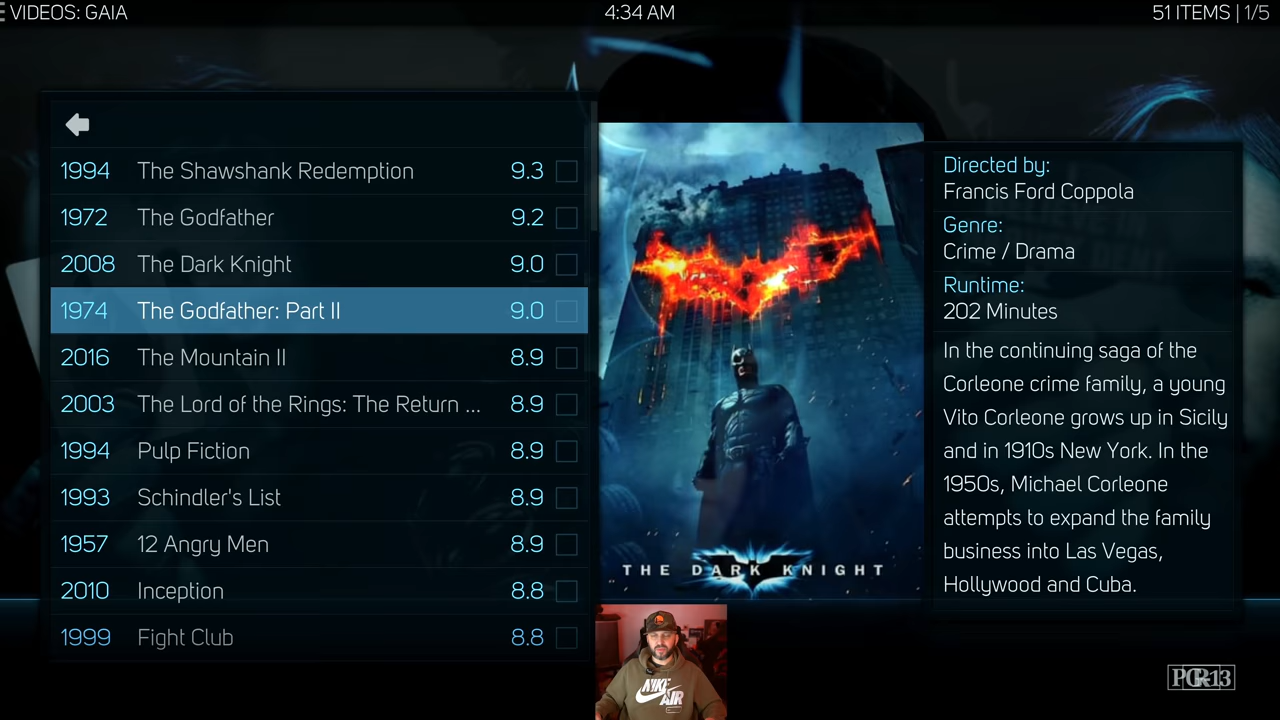 VIDEOS: GAIA
4:34 AM
51 ITEMS | 1/5
1994 The Shawshank Redemption 9.3
1972 The Godfather 9.2
2008 The Dark Knight 9.0
1974 The Godfather: Part II 9.0
2016 The Mountain II 8.9
2003 The Lord of the Rings: The Return ... 8.9
1994 Pulp Fiction 8.9
1993 Schindler's List 8.9
1957 12 Angry Men 8.9
2010 Inception 8.8
1999 Fight Club 8.8
THE DARK KNIGHT
Directed by:
Francis Ford Coppola
Genre:
Crime / Drama
Runtime:
202 Minutes
In the continuing saga of the
Corleone crime family, a young
Vito Corleone grows up in Sicily
and in 1910s New York. In the
1950s, Michael Corleone
attempts to expand the family
business into Las Vegas,
Hollywood and Cuba.
NIKE
AIR